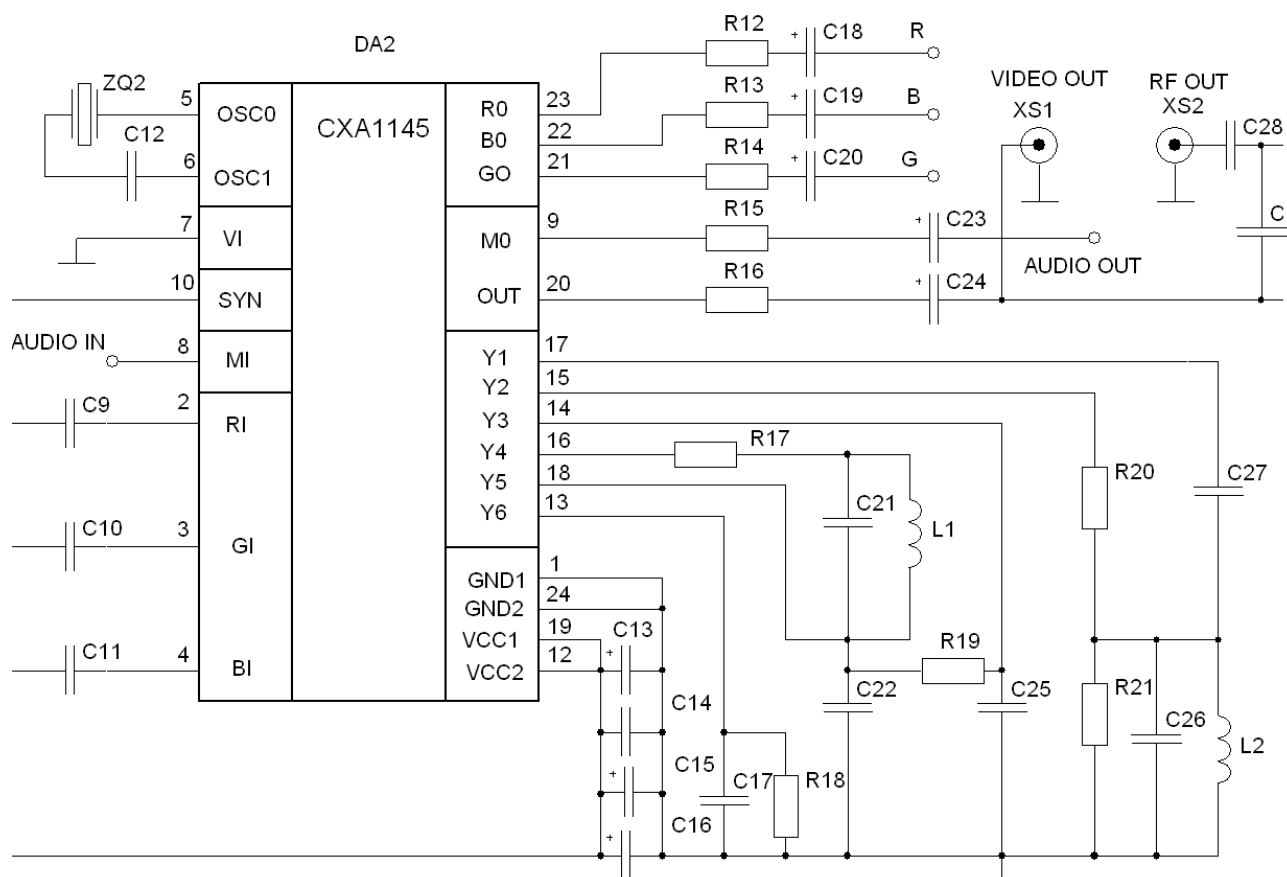 DA2
CXA1145
ZQ2
C12
5
6
7
10
8
2
3
4
OSC0
OSC1
VI
SYN
MI
RI
GI
BI
AUDIO IN
C9
C10
C11
R0
B0
GO
M0
OUT
Y1
Y2
Y3
Y4
Y5
Y6
GND1
GND2
VCC1
VCC2
23
22
21
9
20
17
15
14
16
18
13
1
24
19
12
R12
R13
R14
R15
R16
+
C18
R
+
C19
B
+
C20
G
+
C23
AUDIO OUT
+
C24
VIDEO OUT
XS1
RF OUT
XS2
C28
C
R17
C21
L1
R20
C27
R19
C22
C25
R21
C26
L2
+
C13
C14
+
C15
C17
R18
+
C16